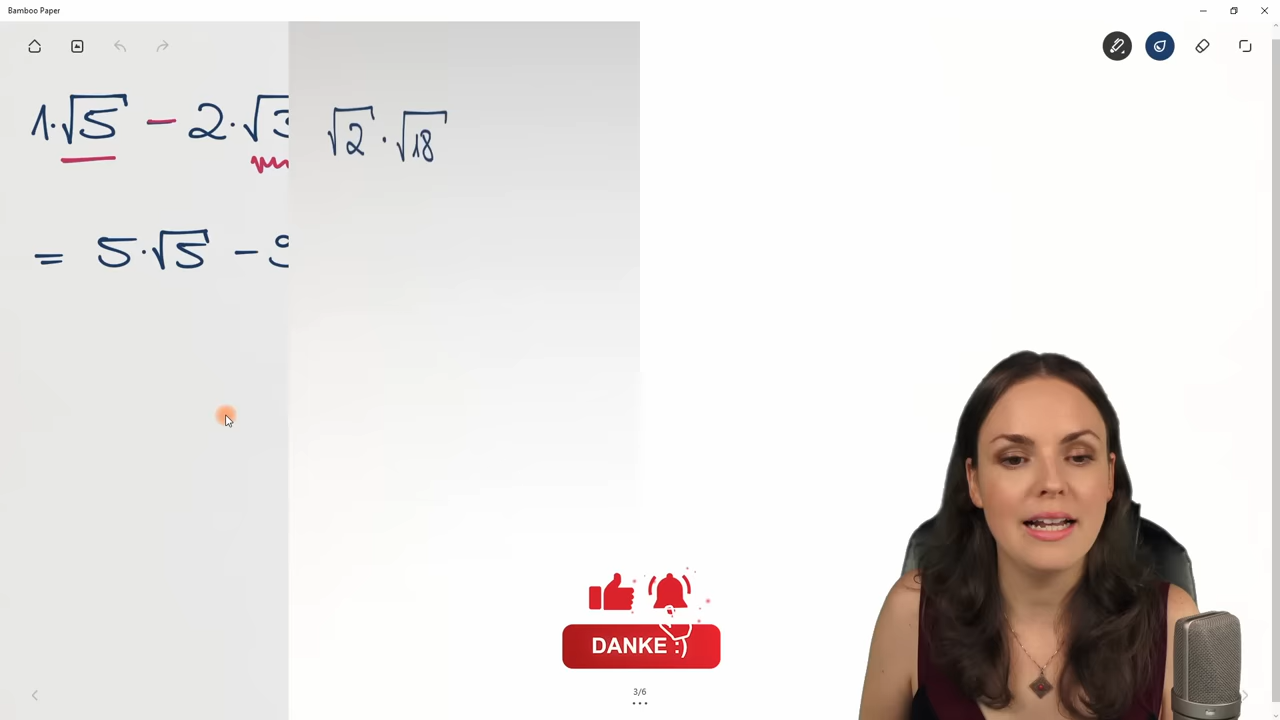 Bamboo Paper
1·√5 − 2·√3
= 5·√5 −
√2 · √18
DANKE :)
3/6